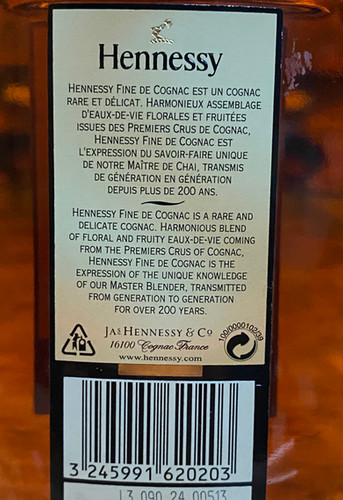 Hennessy
HENNESSY FINE DE COGNAC EST UN COGNAC
RARE ET DÉLICAT. HARMONIEUX ASSEMBLAGE
D'EAUX-DE-VIE FLORALES ET FRUITÉES
ISSUES DES PREMIERS CRUS DE COGNAC,
HENNESSY FINE DE COGNAC EST
L'EXPRESSION DU SAVOIR-FAIRE UNIQUE
DE NOTRE MAÎTRE DE CHAI, TRANSMIS
DE GÉNÉRATION EN GÉNÉRATION
DEPUIS PLUS DE 200 ANS.
HENNESSY FINE DE COGNAC IS A RARE AND
DELICATE COGNAC. HARMONIOUS BLEND
OF FLORAL AND FRUITY EAUX-DE-VIE COMING
FROM THE PREMIERS CRUS OF COGNAC,
HENNESSY FINE DE COGNAC IS THE
EXPRESSION OF THE UNIQUE KNOWLEDGE
OF OUR MASTER BLENDER, TRANSMITTED
FROM GENERATION TO GENERATION
FOR OVER 200 YEARS.
JAS HENNESSY & CO
16100 Cognac France
www.hennessy.com
100/000010209
3 245991 620203
L3 090 24 00513